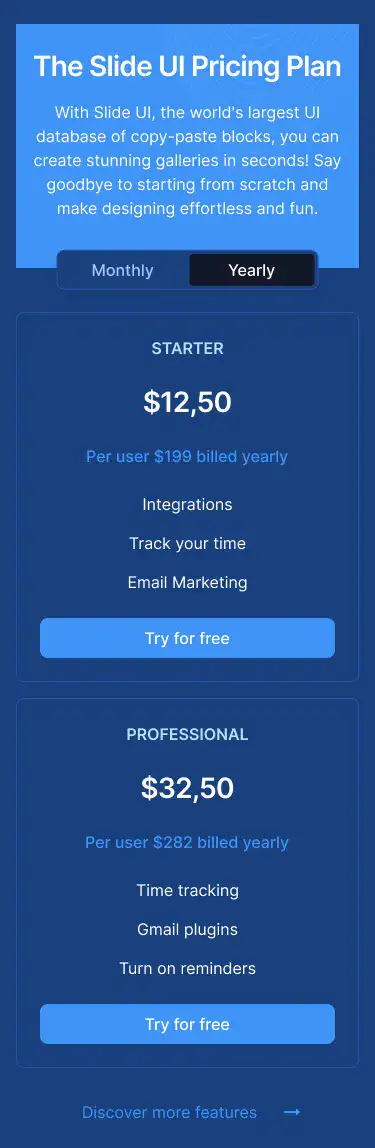 The Slide UI Pricing Plan
With Slide UI, the world's largest UI
database of copy-paste blocks, you can
create stunning galleries in seconds! Say
goodbye to starting from scratch and
make designing effortless and fun.
Monthly
Yearly
STARTER
$12,50
Per user $199 billed yearly
Integrations
Track your time
Email Marketing
Try for free
PROFESSIONAL
$32,50
Per user $282 billed yearly
Time tracking
Gmail plugins
Turn on reminders
Try for free
Discover more features →